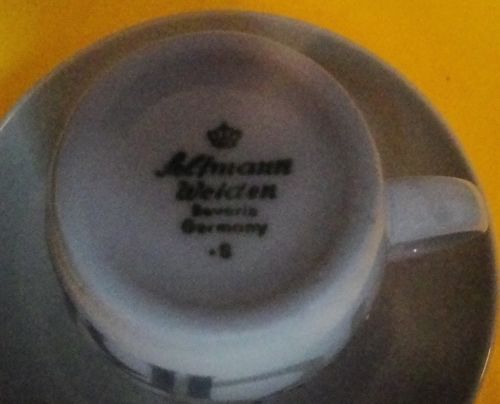 Seltmann
Weiden
Bavaria
Germany